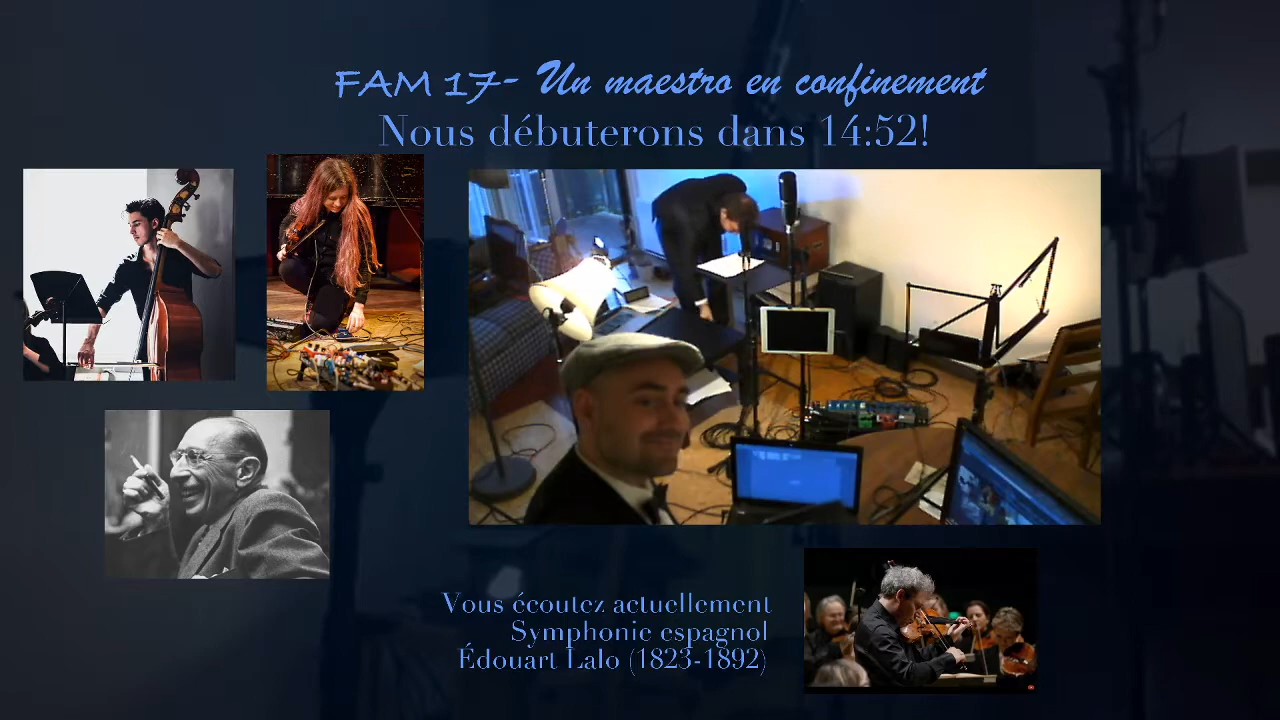 FAM 17- Un maestro en confinement
Nous débuterons dans 14:52!
Vous écoutez actuellement
Symphonie espagnol
Édouart Lalo (1823-1892)